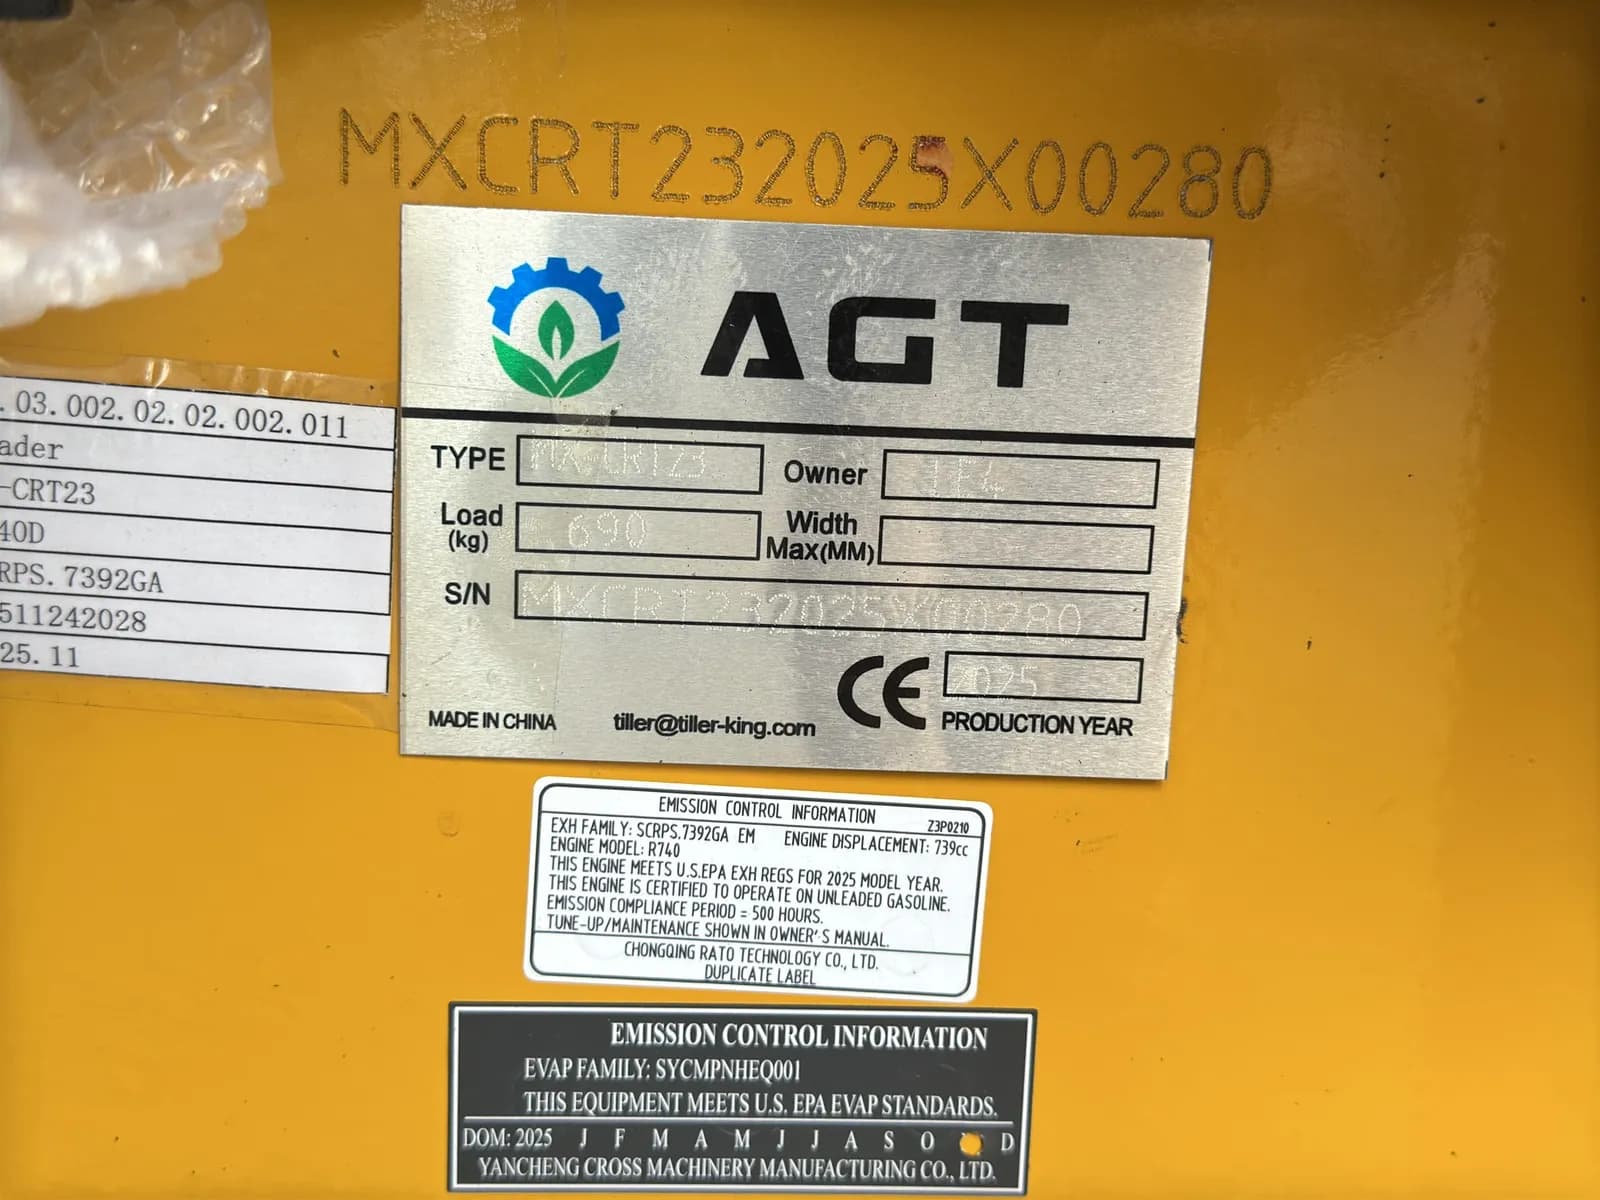 MXCRT232025X00280
AGT
TYPE MX-CRT23 Owner
Load (kg) 690 Width Max(MM)
S/N MXCRT232025X00280
CE 2025
MADE IN CHINA tiller@tiller-king.com PRODUCTION YEAR
. 03. 002. 02. 02. 002. 011
ader
-CRT23
40D
RPS. 7392GA
511242028
25. 11
EMISSION CONTROL INFORMATION Z3P0210
EXH FAMILY: SCRPS.7392GA EM ENGINE DISPLACEMENT: 739cc
ENGINE MODEL: R740
THIS ENGINE MEETS U.S.EPA EXH REGS FOR 2025 MODEL YEAR.
THIS ENGINE IS CERTIFIED TO OPERATE ON UNLEADED GASOLINE.
EMISSION COMPLIANCE PERIOD = 500 HOURS.
TUNE-UP/MAINTENANCE SHOWN IN OWNER'S MANUAL.
CHONGQING RATO TECHNOLOGY CO., LTD.
DUPLICATE LABEL
EMISSION CONTROL INFORMATION
EVAP FAMILY: SYCMPNHEQ001
THIS EQUIPMENT MEETS U.S. EPA EVAP STANDARDS.
DOM: 2025 J F M A M J J A S O D
YANCHENG CROSS MACHINERY MANUFACTURING CO., LTD.